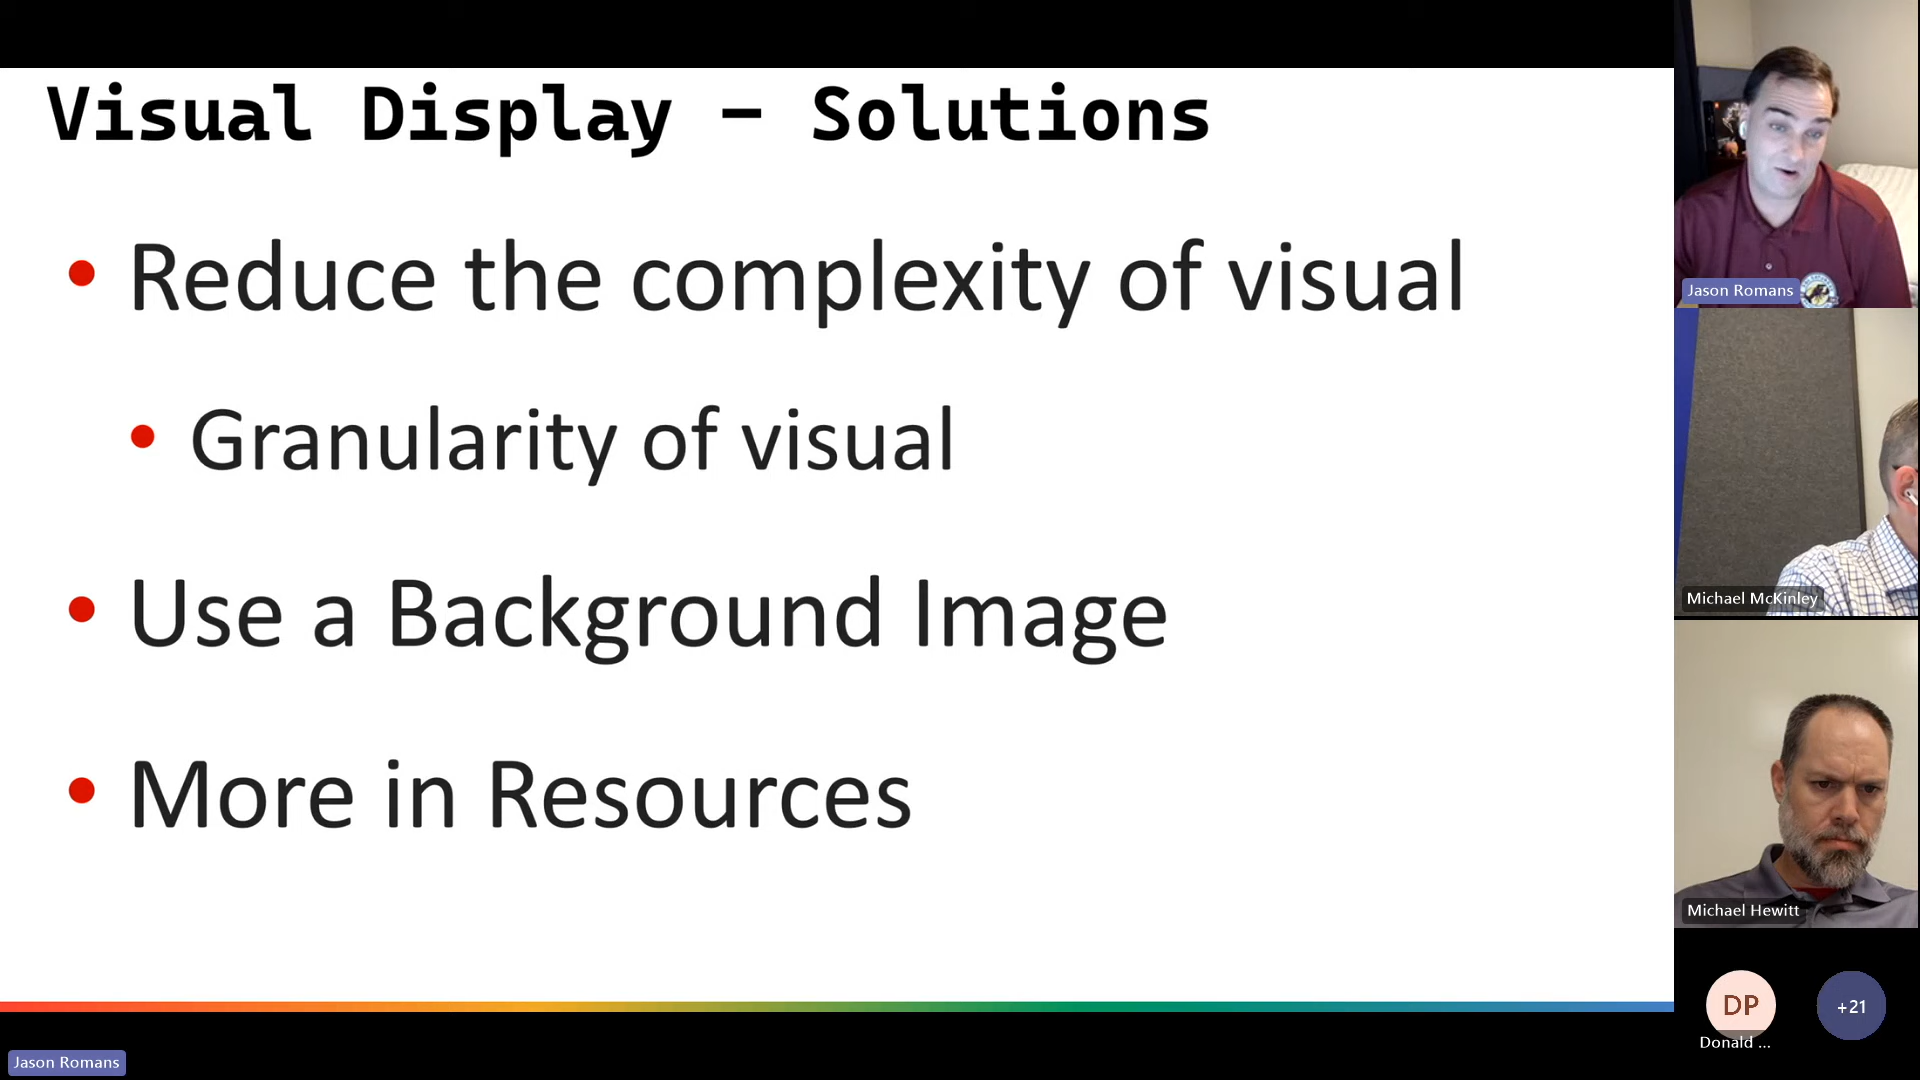 Visual Display – Solutions
Reduce the complexity of visual
Granularity of visual
Use a Background Image
More in Resources
Jason Romans
Michael McKinley
Michael Hewitt
DP
Donald ...
+21
Jason Romans